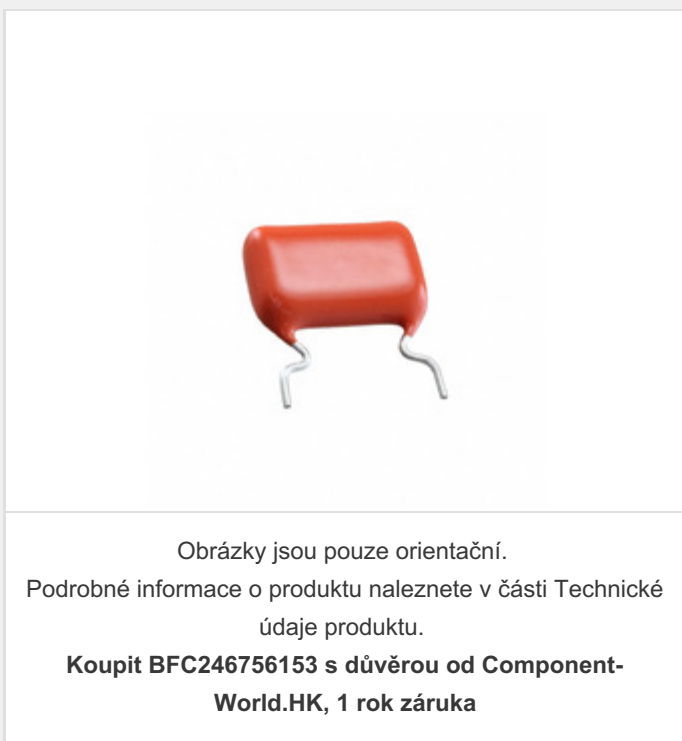 Obrázky jsou pouze orientační.
Podrobné informace o produktu naleznete v části Technické
údaje produktu.
Koupit BFC246756153 s důvěrou od Component-
World.HK, 1 rok záruka